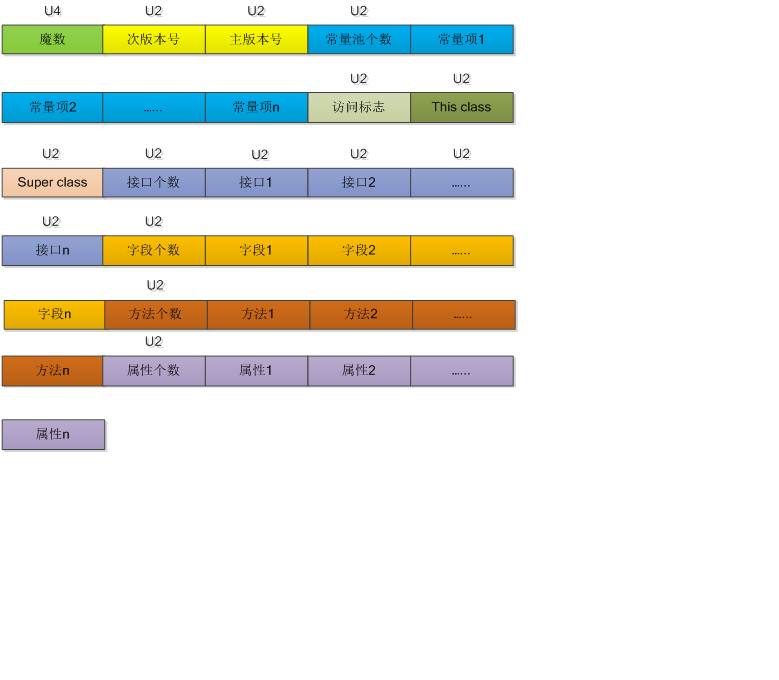 U4 U2 U2 U2
魔数 次版本号 主版本号 常量池个数 常量项1
U2 U2
常量项2 ...... 常量项n 访问标志 This class
U2 U2 U2 U2 U2
Super class 接口个数 接口1 接口2 ......
U2 U2
接口n 字段个数 字段1 字段2 ......
U2
字段n 方法个数 方法1 方法2 ......
U2
方法n 属性个数 属性1 属性2 ......
属性n